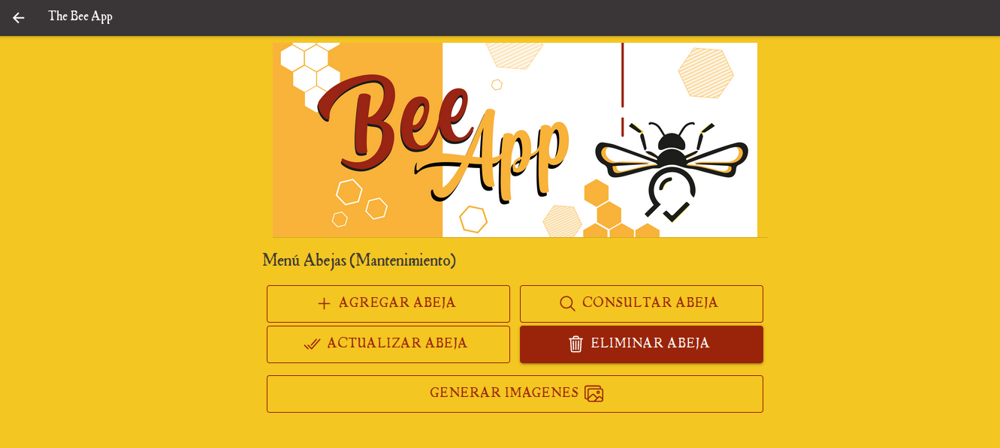 The Bee App
Bee
App
Menú Abejas (Mantenimiento)
AGREGAR ABEJA
CONSULTAR ABEJA
ACTUALIZAR ABEJA
ELIMINAR ABEJA
GENERAR IMAGENES